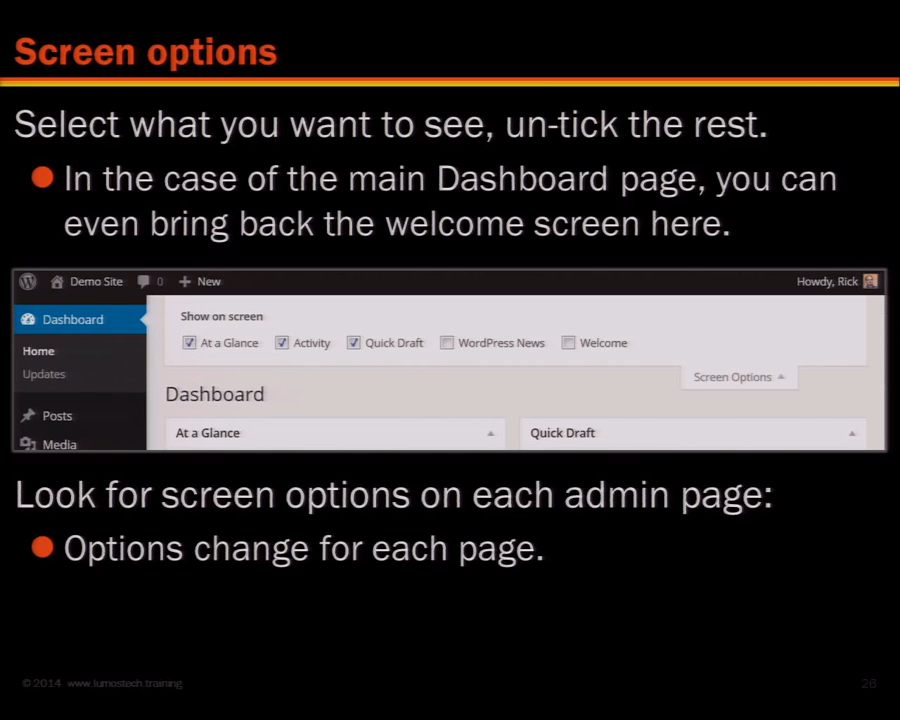 Screen options
Select what you want to see, un-tick the rest.
In the case of the main Dashboard page, you can
even bring back the welcome screen here.
Demo Site 0 New Howdy, Rick
Dashboard
Home
Updates
Posts
Media
Show on screen
At a Glance Activity Quick Draft WordPress News Welcome
Screen Options
Dashboard
At a Glance Quick Draft
Look for screen options on each admin page:
Options change for each page.
© 2014 www.lumostech.training 26